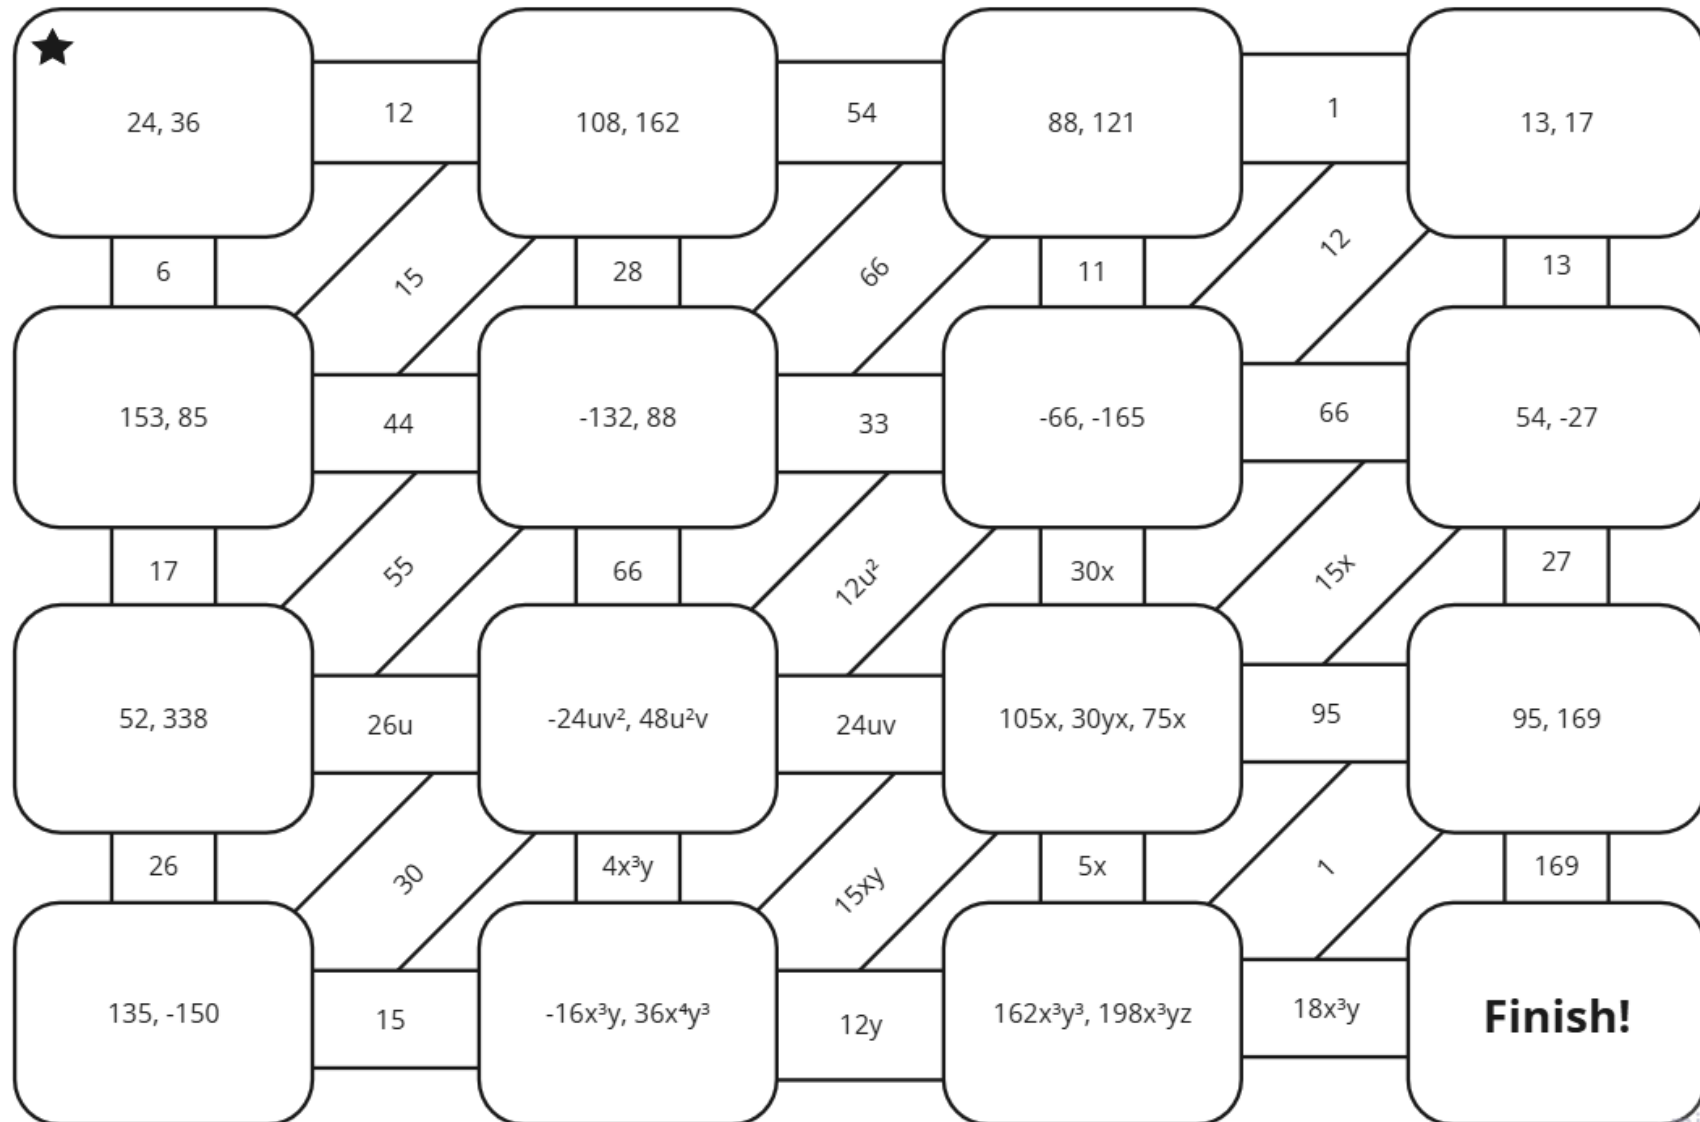 24, 36
12
108, 162
54
88, 121
1
13, 17
6
15
28
66
11
12
13
153, 85
44
-132, 88
33
-66, -165
66
54, -27
17
55
66
12u²
30x
15x
27
52, 338
26u
-24uv², 48u²v
24uv
105x, 30yx, 75x
95
95, 169
26
30
4x³y
15xy
5x
1
169
135, -150
15
-16x³y, 36x⁴y³
12y
162x³y³, 198x³yz
18x³y
Finish!